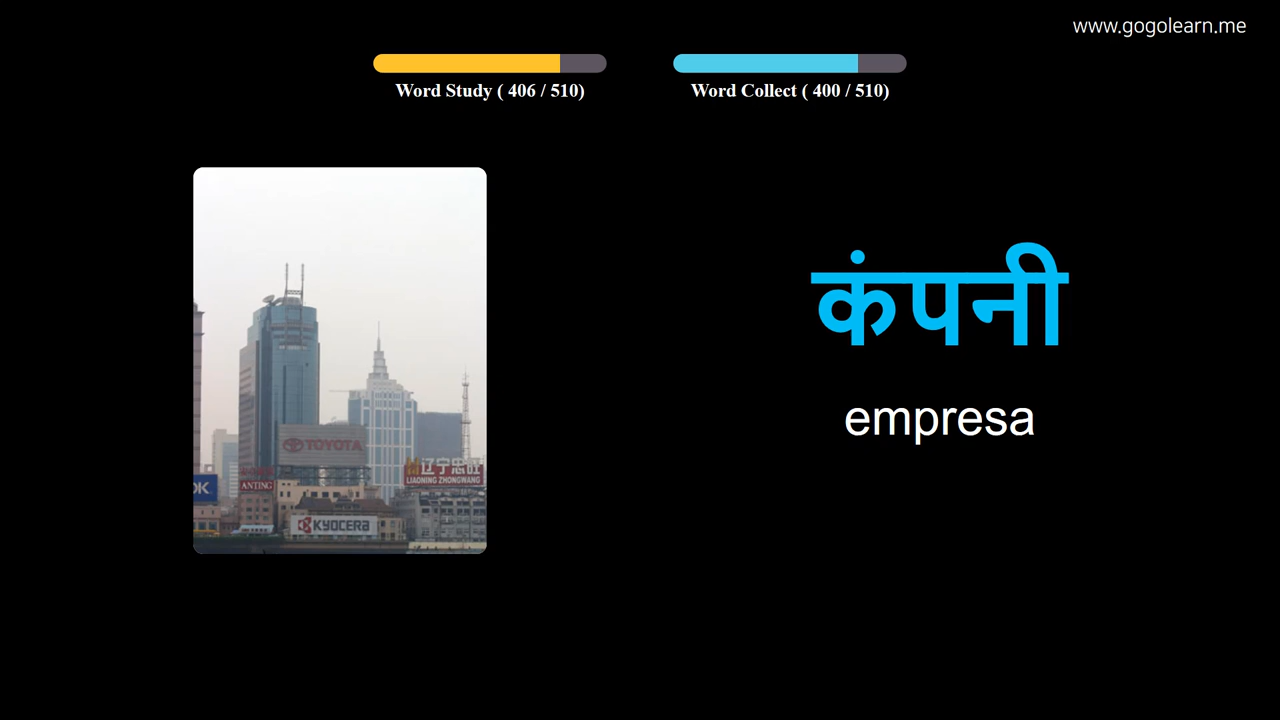 www.gogolearn.me
Word Study ( 406 / 510)
Word Collect ( 400 / 510)
कंपनी
empresa
TOYOTA
辽宁忠旺
LIAONING ZHONGWANG
ANTING
KYOCERA